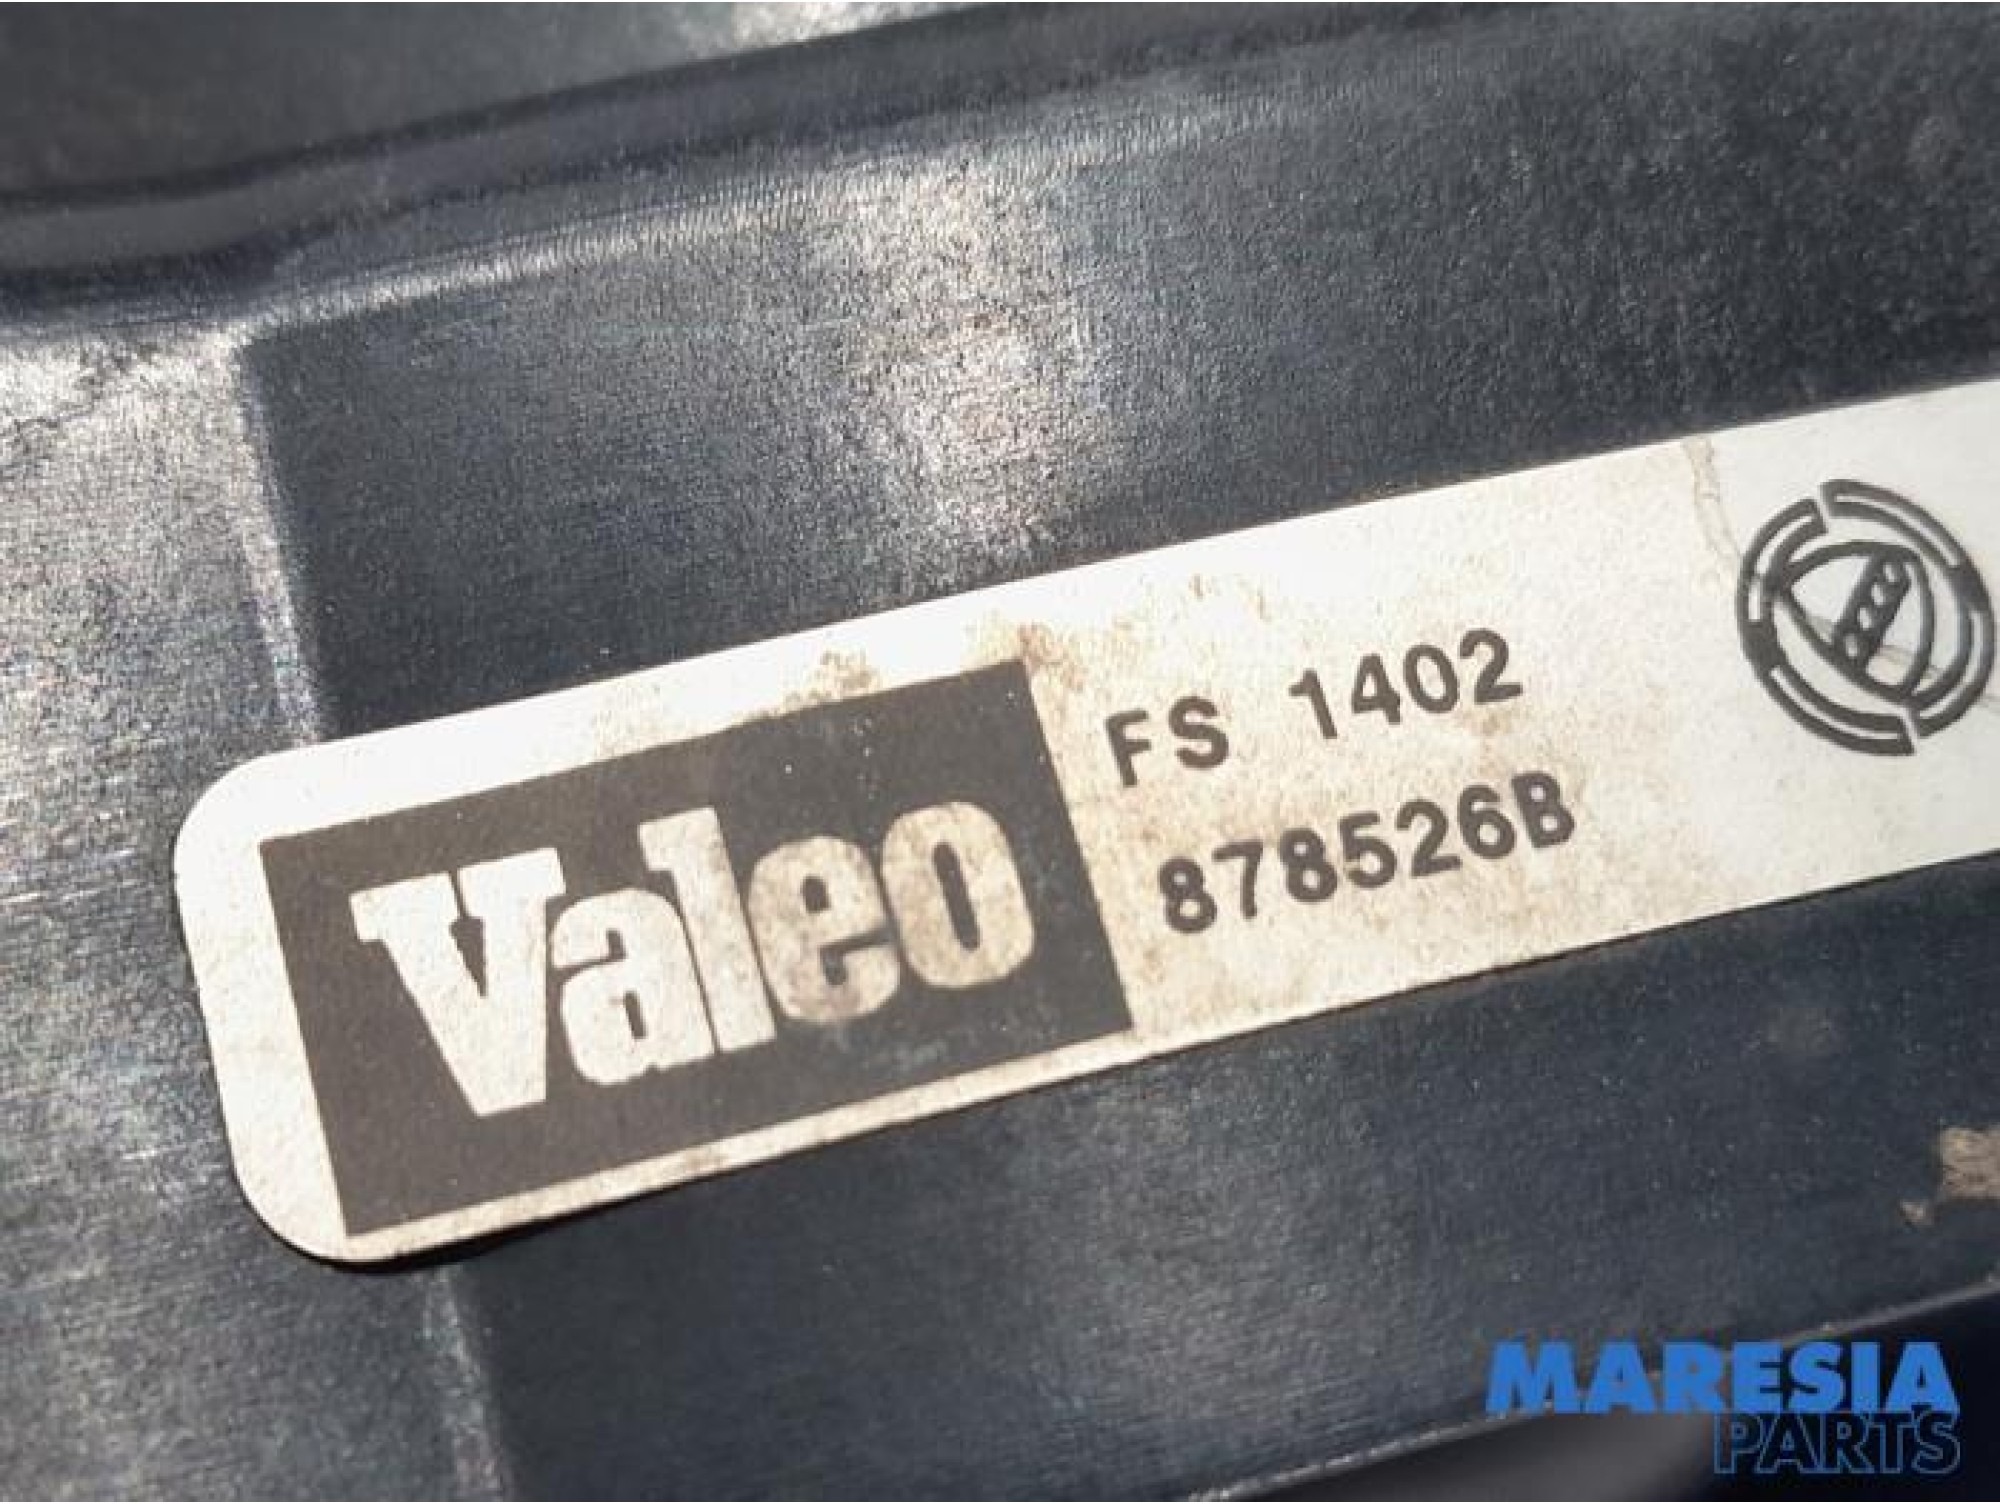 Valeo
FS 1402
878526B
MARESIA
PARTS